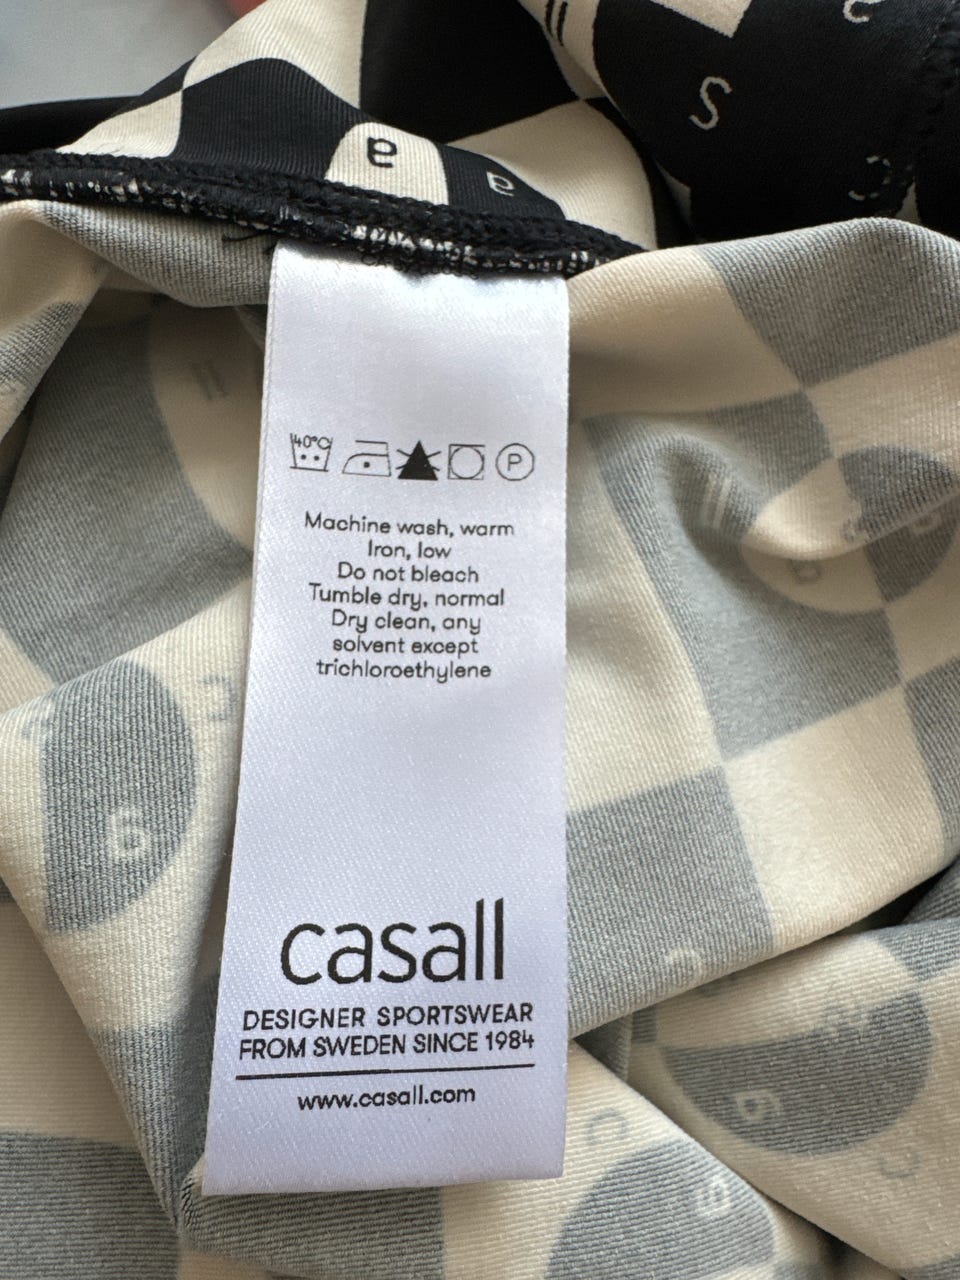 40°C
P
Machine wash, warm
Iron, low
Do not bleach
Tumble dry, normal
Dry clean, any
solvent except
trichloroethylene
casall
DESIGNER SPORTSWEAR
FROM SWEDEN SINCE 1984
www.casall.com